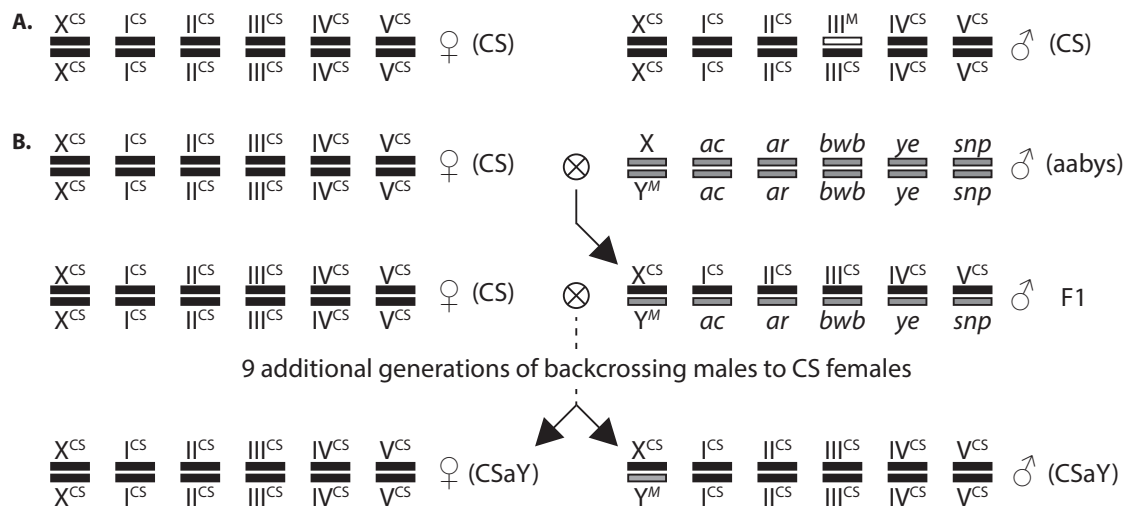 A. X^CS I^CS II^CS III^CS IV^CS V^CS X^CS I^CS II^CS III^M IV^CS V^CS
♀ (CS) ♂ (CS)
X^CS I^CS II^CS III^CS IV^CS V^CS X^CS I^CS II^CS III^CS IV^CS V^CS
B. X^CS I^CS II^CS III^CS IV^CS V^CS X ac ar bwb ye snp
♀ (CS) ⊗ ♂ (aabys)
X^CS I^CS II^CS III^CS IV^CS V^CS Y^M ac ar bwb ye snp
X^CS I^CS II^CS III^CS IV^CS V^CS X^CS I^CS II^CS III^CS IV^CS V^CS
♀ (CS) ⊗ ♂ F1
X^CS I^CS II^CS III^CS IV^CS V^CS Y^M ac ar bwb ye snp
9 additional generations of backcrossing males to CS females
X^CS I^CS II^CS III^CS IV^CS V^CS X^CS I^CS II^CS III^CS IV^CS V^CS
♀ (CSaY) ♂ (CSaY)
X^CS I^CS II^CS III^CS IV^CS V^CS Y^M I^CS II^CS III^CS IV^CS V^CS